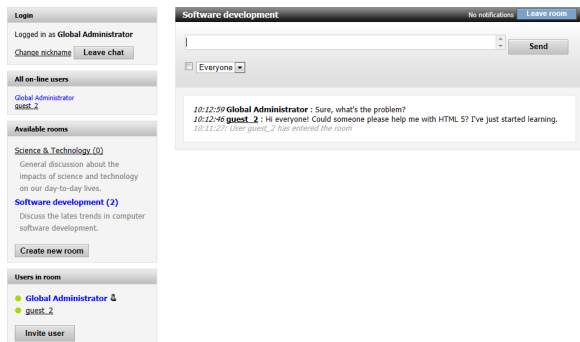 Login
Logged in as Global Administrator
Change nickname Leave chat
All on-line users
Global Administrator
guest_2
Available rooms
Science & Technology (0)
General discussion about the
impacts of science and technology
on our day-to-day lives.
Software development (2)
Discuss the lates trends in computer
software development.
Create new room
Users in room
Global Administrator
guest_2
Invite user
Software development No notifications Leave room
Send
Everyone
10:12:59 Global Administrator : Sure, what's the problem?
10:12:46 guest_2 : Hi everyone! Could someone please help me with HTML 5? I've just started learning.
10:11:27: User guest_2 has entered the room